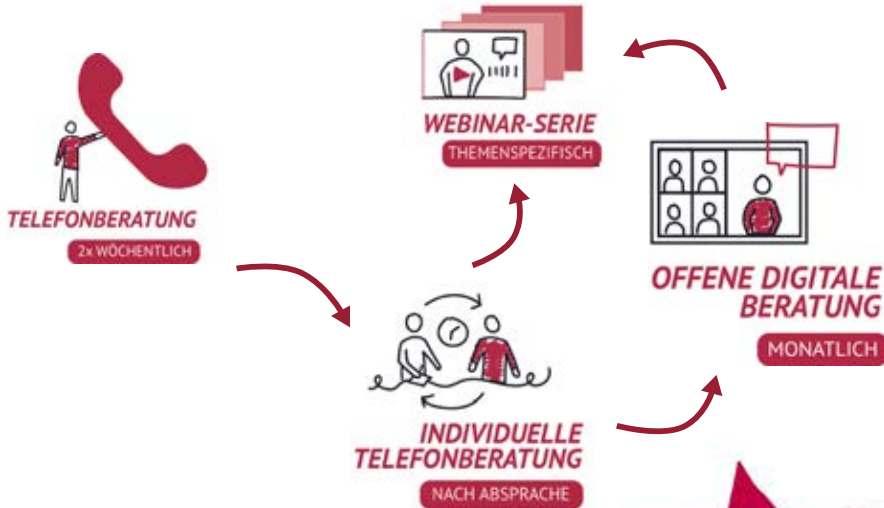 WEBINAR-SERIE
THEMENSPEZIFISCH
TELEFONBERATUNG
2x WÖCHENTLICH
OFFENE DIGITALE
BERATUNG
MONATLICH
INDIVIDUELLE
TELEFONBERATUNG
NACH ABSPRACHE